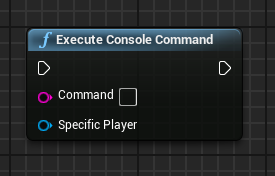 f Execute Console Command
Command
Specific Player